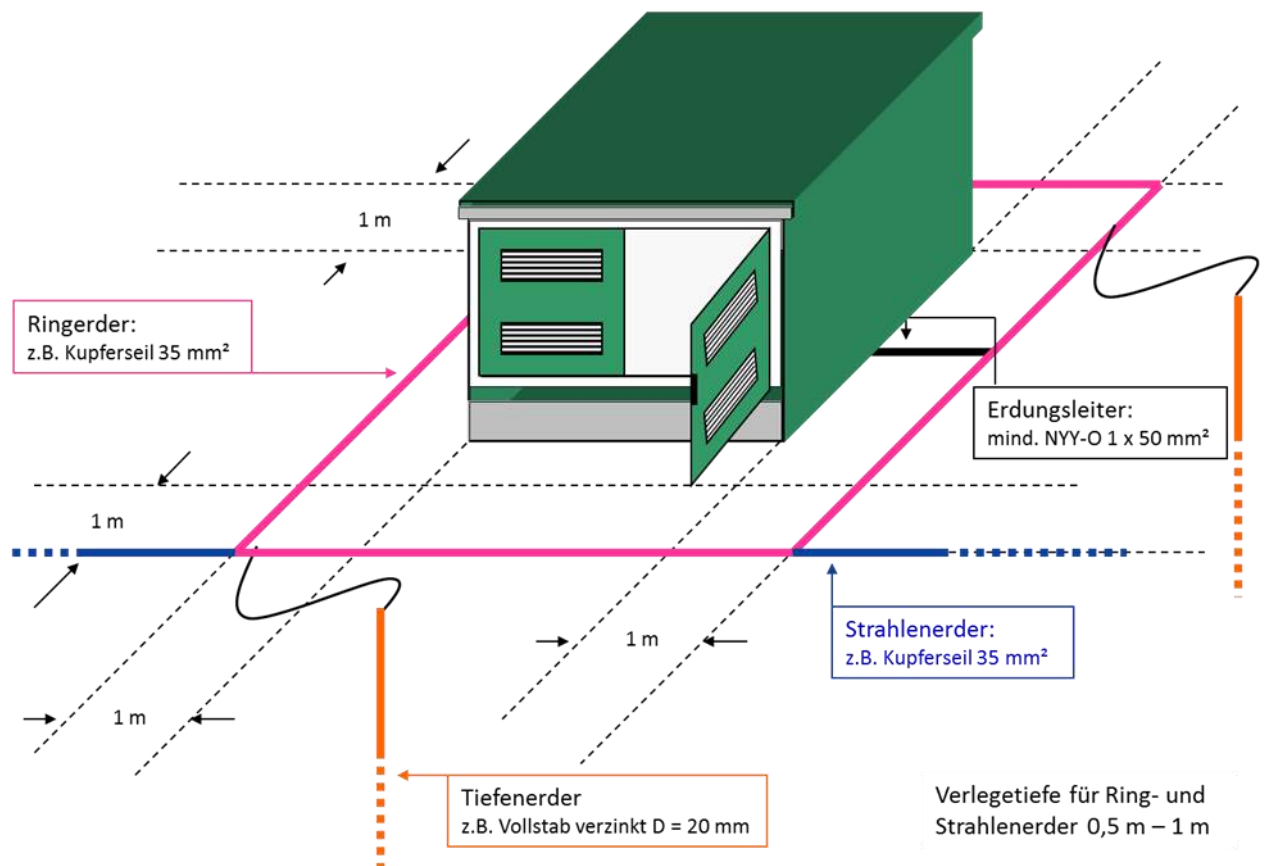 1 m
Ringerder:
z.B. Kupferseil 35 mm²
Erdungsleiter:
mind. NYY-O 1 x 50 mm²
1 m
Strahlenerder:
z.B. Kupferseil 35 mm²
1 m
1 m
Tiefenerder
z.B. Vollstab verzinkt D = 20 mm
Verlegetiefe für Ring- und
Strahlenerder 0,5 m – 1 m